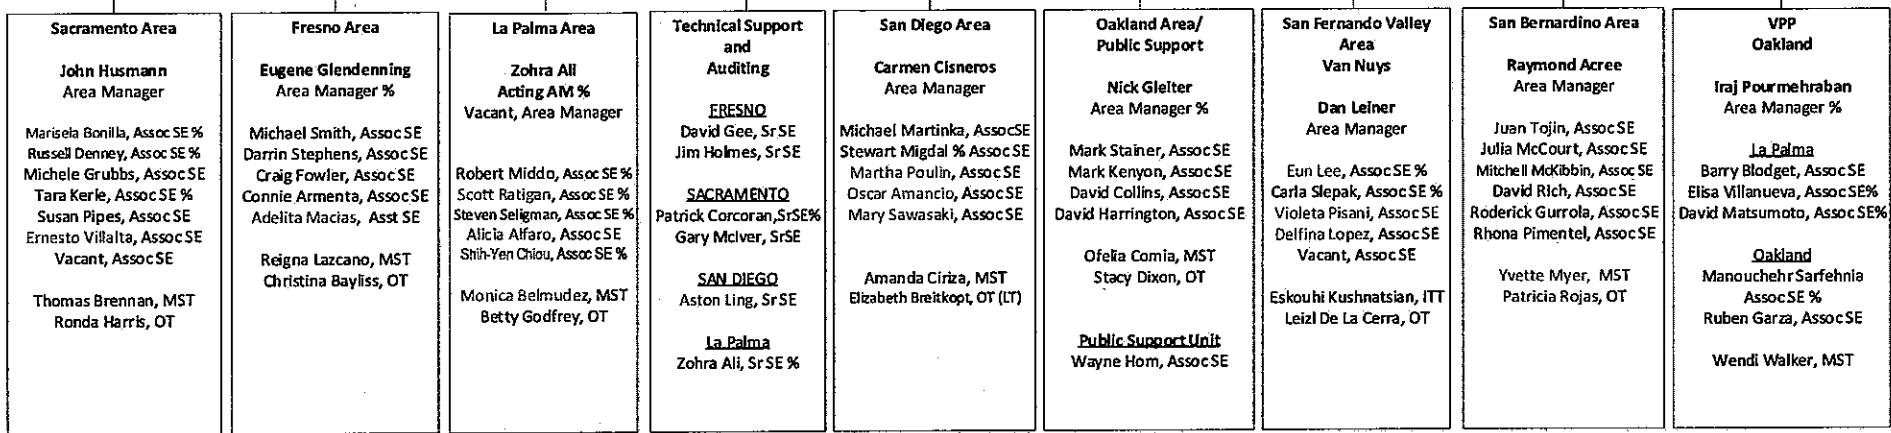 Sacramento Area
John Husmann
Area Manager
Marisela Bonilla, Assoc SE %
Russell Denney, Assoc SE %
Michele Grubbs, Assoc SE
Tara Kerle, Assoc SE %
Susan Pipes, Assoc SE
Ernesto Villalta, Assoc SE
Vacant, Assoc SE
Thomas Brennan, MST
Ronda Harris, OT
Fresno Area
Eugene Glendenning
Area Manager %
Michael Smith, Assoc SE
Darrin Stephens, Assoc SE
Craig Fowler, Assoc SE
Connie Armenta, Assoc SE
Adelita Macias, Asst SE
Reigna Lazcano, MST
Christina Bayliss, OT
La Palma Area
Zohra Ali
Acting AM %
Vacant, Area Manager
Robert Middo, Assoc SE %
Scott Ratigan, Assoc SE %
Steven Seligman, Assoc SE %
Alicia Alfaro, Assoc SE
Shih-Yen Chiou, Assoc SE %
Monica Belmudez, MST
Betty Godfrey, OT
Technical Support
and
Auditing
FRESNO
David Gee, Sr SE
Jim Holmes, Sr SE
SACRAMENTO
Patrick Corcoran, Sr SE%
Gary McIver, Sr SE
SAN DIEGO
Aston Ling, Sr SE
La Palma
Zohra Ali, Sr SE %
San Diego Area
Carmen Cisneros
Area Manager
Michael Martinka, Assoc SE
Stewart Migdal % Assoc SE
Martha Poulin, Assoc SE
Oscar Amancio, Assoc SE
Mary Sawasaki, Assoc SE
Amanda Ciriza, MST
Elizabeth Breitkopt, OT (LT)
Oakland Area/
Public Support
Nick Gleiter
Area Manager %
Mark Stainer, Assoc SE
Mark Kenyon, Assoc SE
David Collins, Assoc SE
David Harrington, Assoc SE
Ofelia Comia, MST
Stacy Dixon, OT
Public Support Unit
Wayne Hom, Assoc SE
San Fernando Valley
Area
Van Nuys
Dan Leiner
Area Manager
Eun Lee, Assoc SE %
Carla Slepak, Assoc SE %
Violeta Pisani, Assoc SE
Delfina Lopez, Assoc SE
Vacant, Assoc SE
Eskouhi Kushnatsian, ITT
Leizl De La Cerra, OT
San Bernardino Area
Raymond Acree
Area Manager
Juan Tojin, Assoc SE
Julia McCourt, Assoc SE
Mitchell McKibbin, Assoc SE
David Rich, Assoc SE
Roderick Gurrola, Assoc SE
Rhona Pimentel, Assoc SE
Yvette Myer, MST
Patricia Rojas, OT
VPP
Oakland
Iraj Pourmehraban
Area Manager %
La Palma
Barry Blodget, Assoc SE
Elisa Villanueva, Assoc SE%
David Matsumoto, Assoc SE%
Oakland
Manouchehr Sarfehnia
Assoc SE %
Ruben Garza, Assoc SE
Wendi Walker, MST